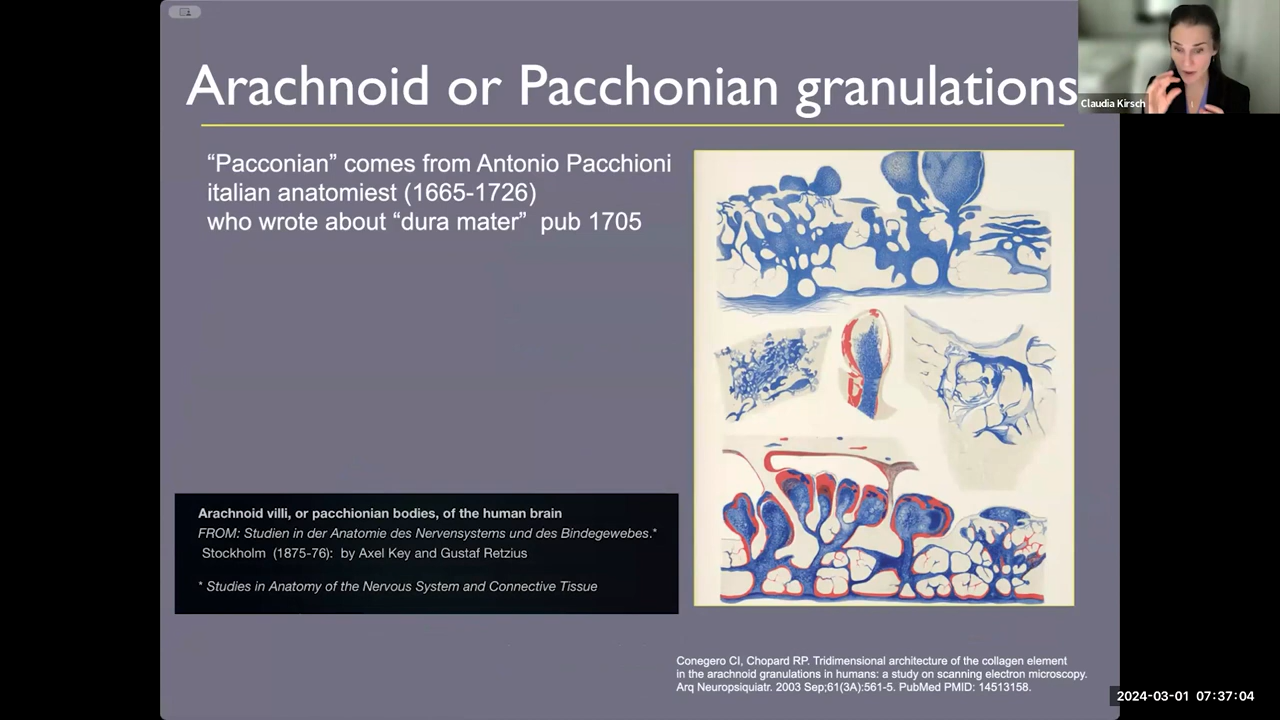 Arachnoid or Pacchonian granulations
Claudia Kirsch
“Pacconian” comes from Antonio Pacchioni
italian anatomiest (1665-1726)
who wrote about “dura mater”  pub 1705
Arachnoid villi, or pacchionian bodies, of the human brain
FROM: Studien in der Anatomie des Nervensystems und des Bindegewebes.*
Stockholm  (1875-76):  by Axel Key and Gustaf Retzius
* Studies in Anatomy of the Nervous System and Connective Tissue
Conegero CI, Chopard RP. Tridimensional architecture of the collagen element
in the arachnoid granulations in humans: a study on scanning electron microscopy.
Arq Neuropsiquiatr. 2003 Sep;61(3A):561-5. PubMed PMID: 14513158.
2024-03-01 07:37:04